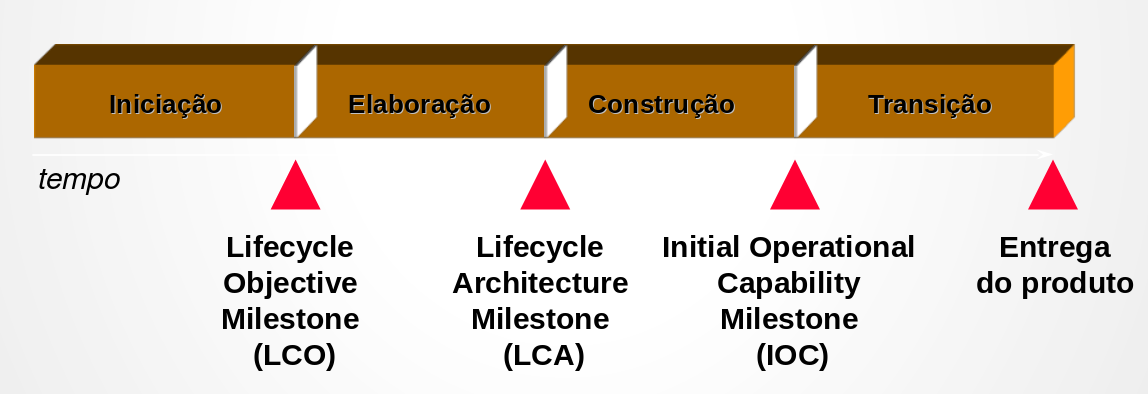 Iniciação
Elaboração
Construção
Transição
tempo
Lifecycle
Objective
Milestone
(LCO)
Lifecycle
Architecture
Milestone
(LCA)
Initial Operational
Capability
Milestone
(IOC)
Entrega
do produto